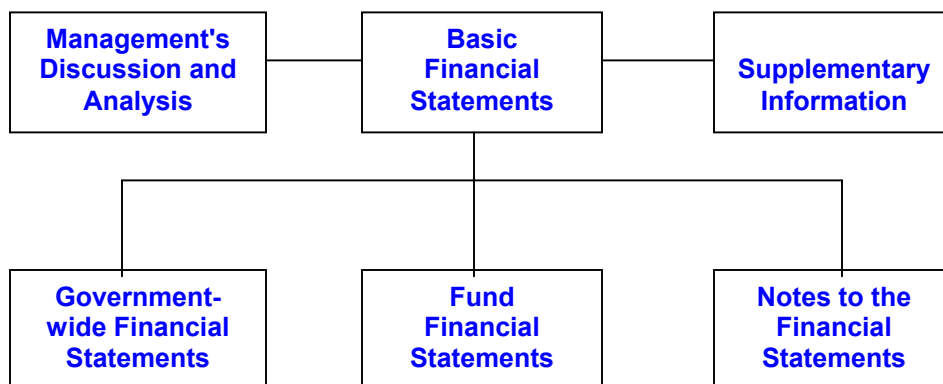 Management's
Discussion and
Analysis
Basic
Financial
Statements
Supplementary
Information
Government-
wide Financial
Statements
Fund
Financial
Statements
Notes to the
Financial
Statements